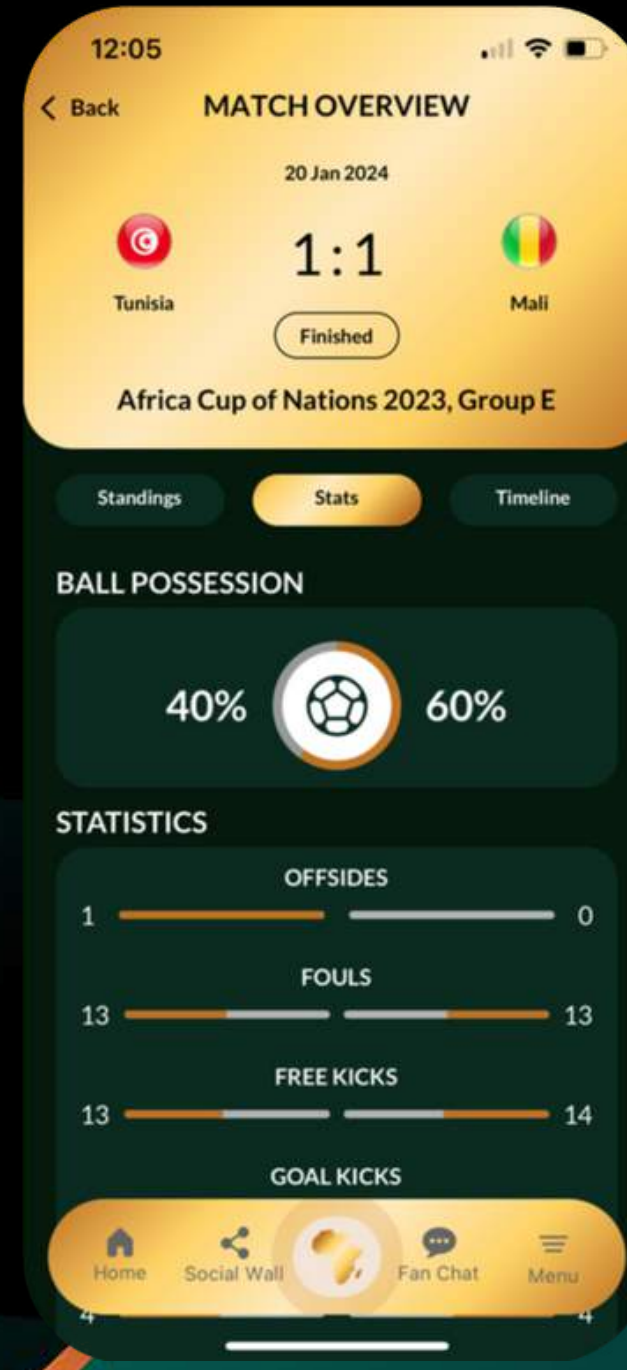 12:05
Back MATCH OVERVIEW
20 Jan 2024
1:1
Tunisia Mali
Finished
Africa Cup of Nations 2023, Group E
Standings Stats Timeline
BALL POSSESSION
40% 60%
STATISTICS
OFFSIDES
1 0
FOULS
13 13
FREE KICKS
13 14
GOAL KICKS
Home Social Wall Fan Chat Menu
4 4